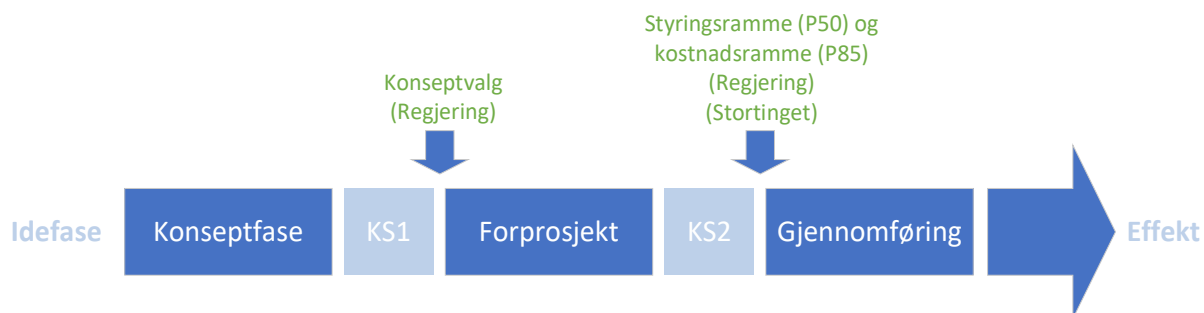 Styringsramme (P50) og
kostnadsramme (P85)
(Regjering)
(Stortinget)
Konseptvalg
(Regjering)
Idefase
Konseptfase
KS1
Forprosjekt
KS2
Gjennomføring
Effekt